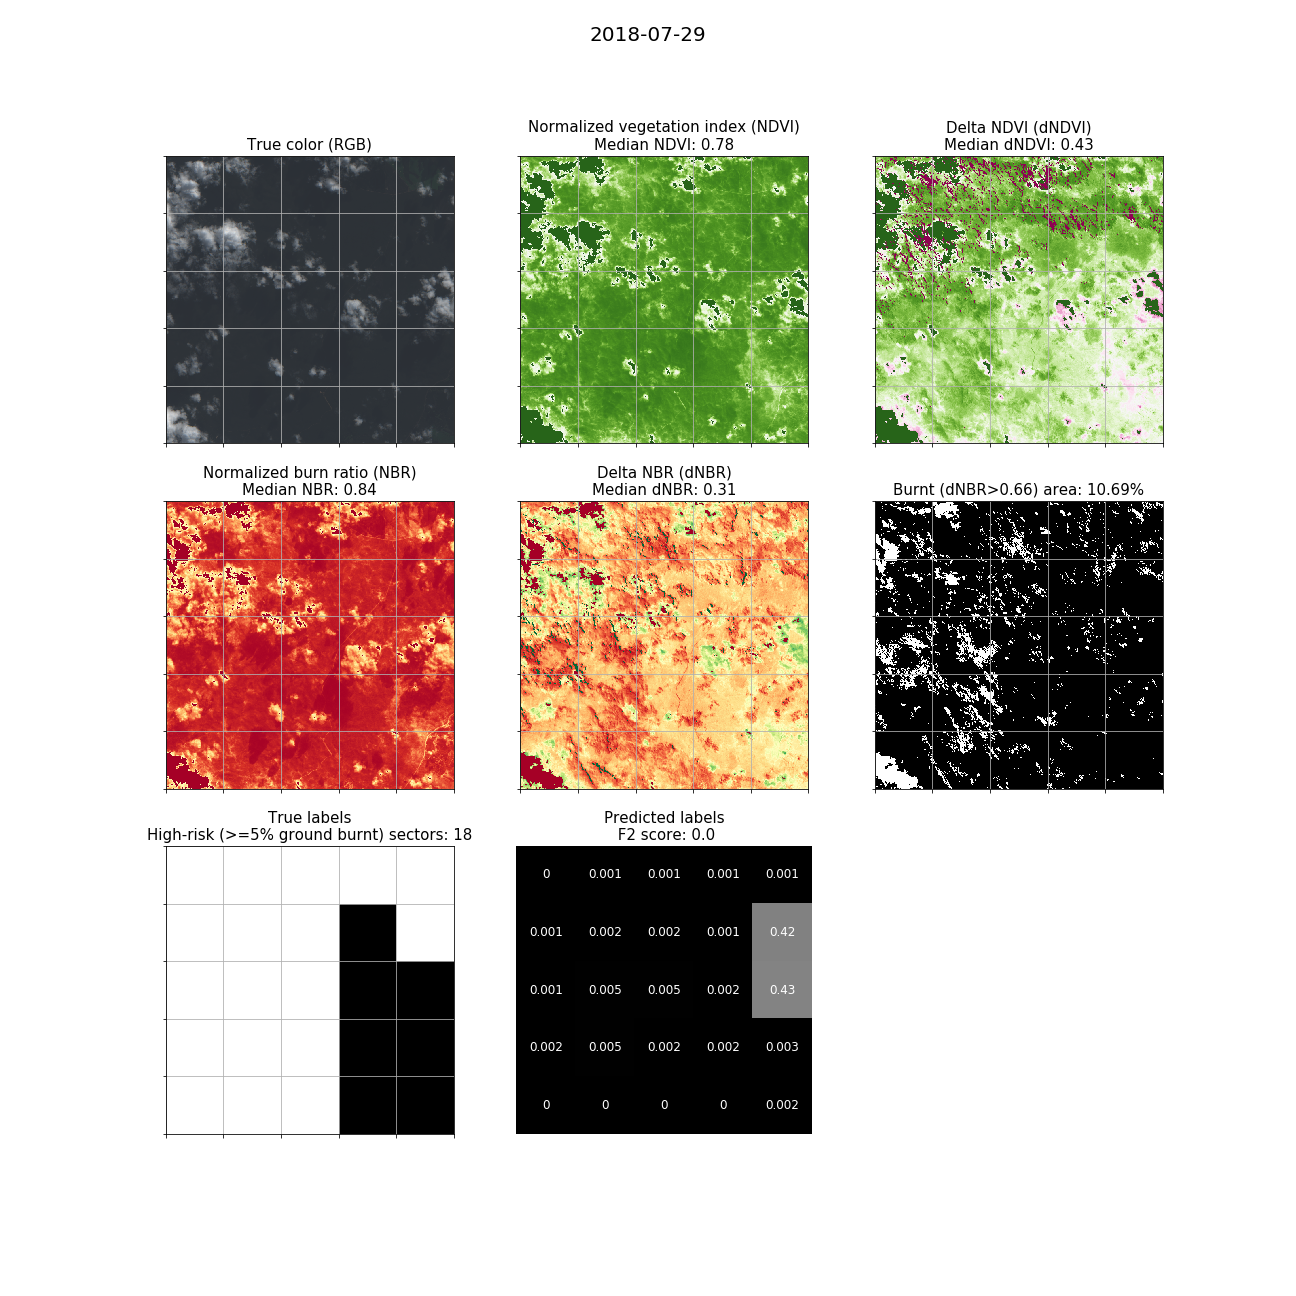 2018-07-29
True color (RGB)
Normalized vegetation index (NDVI)
Median NDVI: 0.78
Delta NDVI (dNDVI)
Median dNDVI: 0.43
Normalized burn ratio (NBR)
Median NBR: 0.84
Delta NBR (dNBR)
Median dNBR: 0.31
Burnt (dNBR>0.66) area: 10.69%
True labels
High-risk (>=5% ground burnt) sectors: 18
Predicted labels
F2 score: 0.0
0 0.001 0.001 0.001 0.001
0.001 0.002 0.002 0.001 0.42
0.001 0.005 0.005 0.002 0.43
0.002 0.005 0.002 0.002 0.003
0 0 0 0 0.002